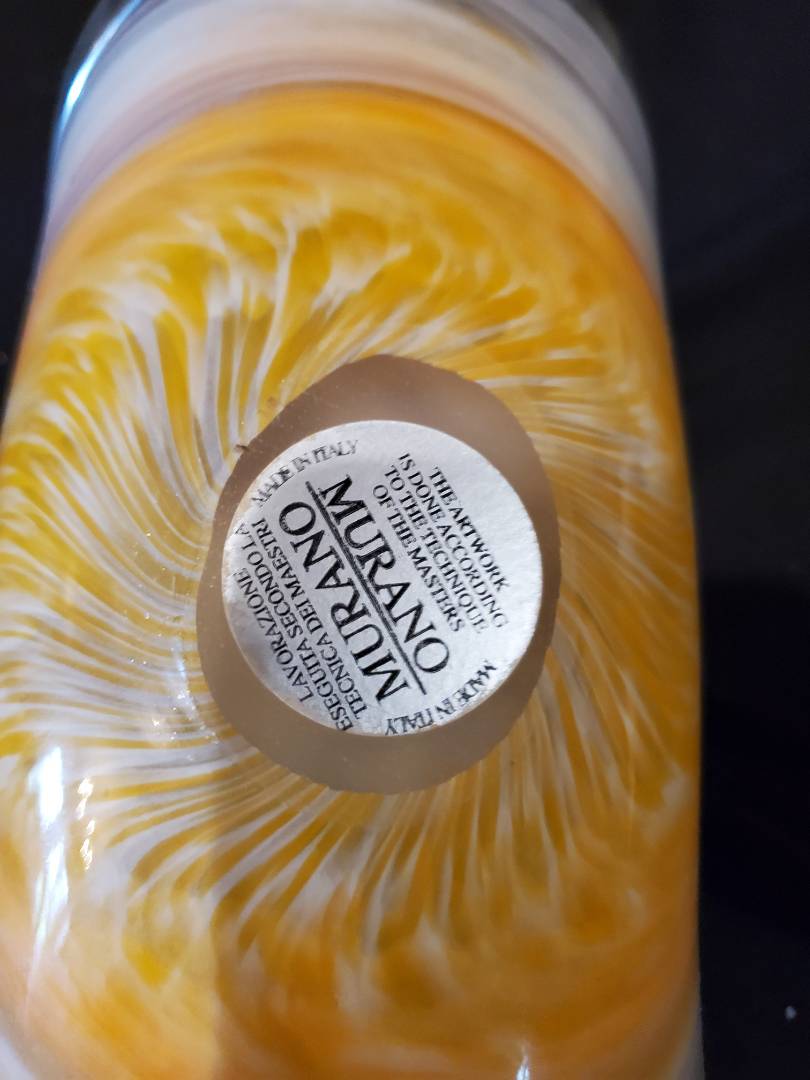 MADE IN ITALY
THE ARTWORK
IS DONE ACCORDING
TO THE TECHNIQUE
OF THE MASTERS
MURANO
MURANO
LAVORAZIONE
ESEGUITA SECONDO LA
TECNICA DEI MAESTRI
MADE IN ITALY